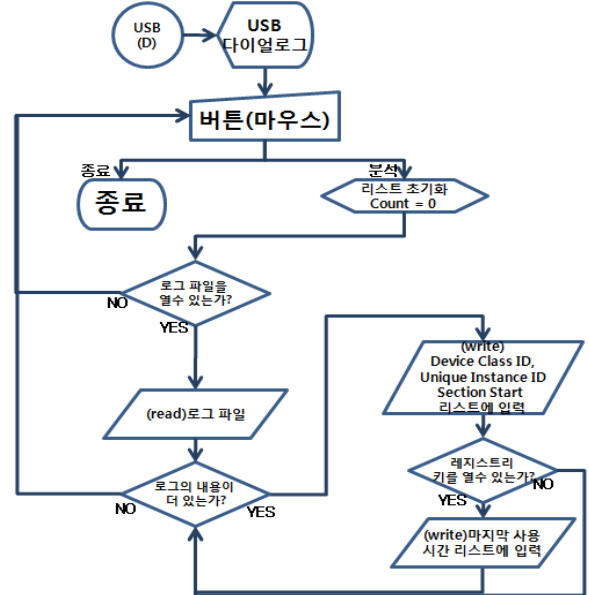 USB
(D)
USB
다이얼로그
버튼(마우스)
종료
분석
종료
리스트 초기화
Count = 0
로그 파일을
열수 있는가?
NO
YES
(write)
Device Class ID,
Unique Instance ID
Section Start
리스트에 입력
(read)로그 파일
레지스트리
키를 열수 있는가?
NO
YES
로그의 내용이
더 있는가?
NO
YES
(write)마지막 사용
시간 리스트에 입력